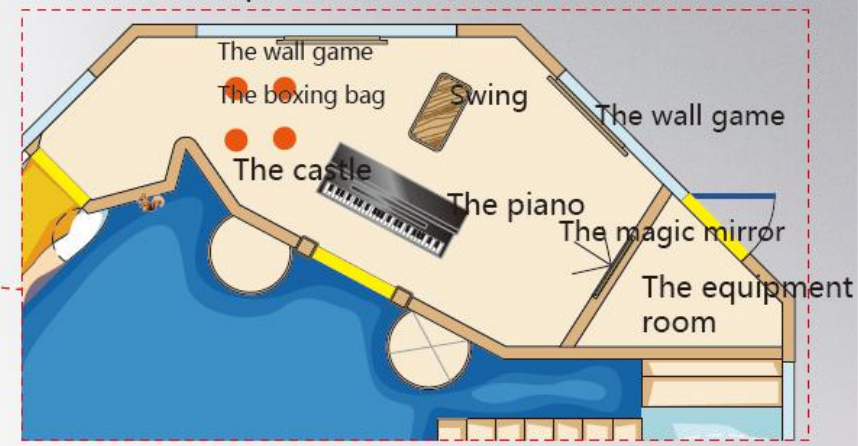 The wall game
The boxing bag
Swing
The wall game
The castle
The piano
The magic mirror
The equipment
room